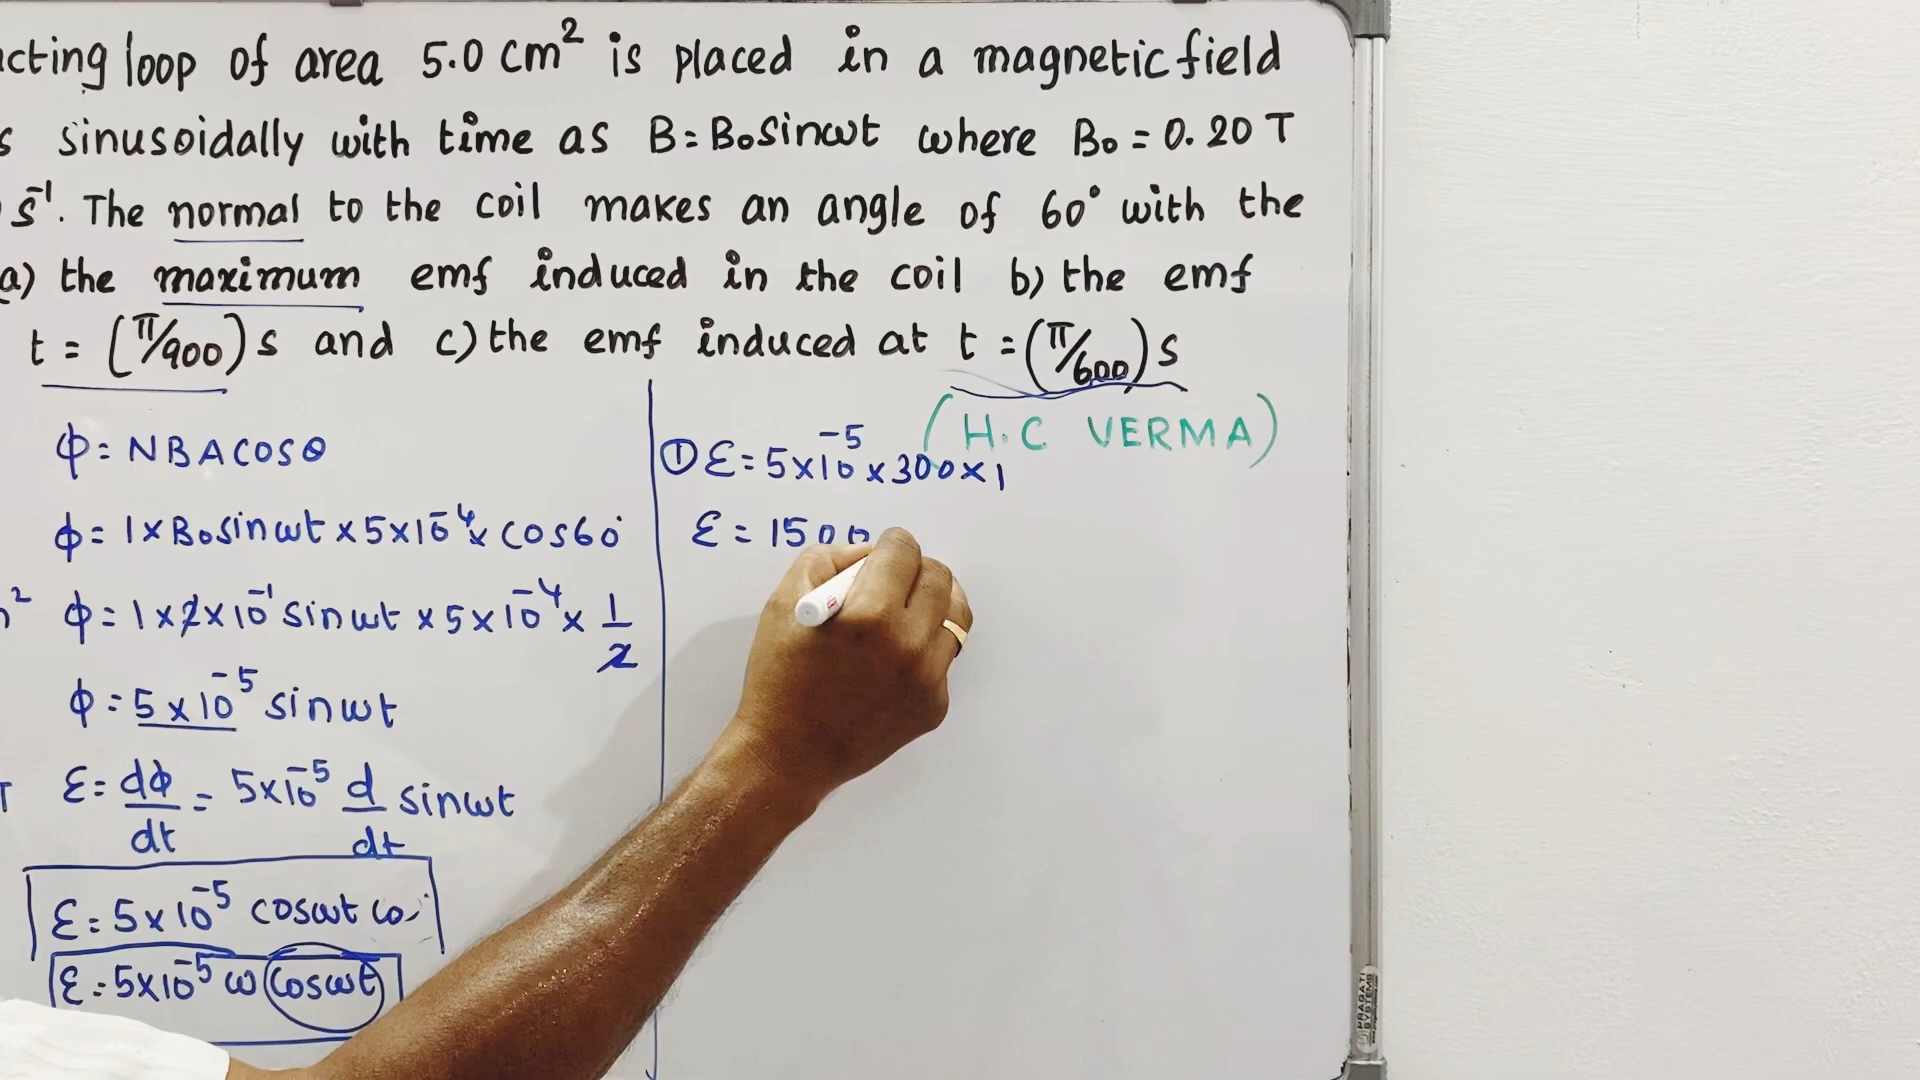 loop of area 5.0 cm² is placed in a magnetic field
sinusoidally with time as B = B₀sinωt where B₀ = 0.20 T
s⁻¹. The normal to the coil makes an angle of 60° with the
a) the maximum emf induced in the coil b) the emf
t = (π/900) s and c) the emf induced at t = (π/600) s
(H.C VERMA)
ϕ = NBACOSθ
ϕ = 1 × B₀sinωt × 5×10⁻⁴ × cos60°
ϕ = 1×2×10⁻¹ sinωt × 5×10⁻⁴ × 1/2
ϕ = 5×10⁻⁵ sinωt
ε = dϕ/dt = 5×10⁻⁵ d/dt sinωt
ε = 5×10⁻⁵ cosωt ω
ε = 5×10⁻⁵ ω cosωt
① ε = 5×10⁻⁵ × 300×1
ε = 1500
PRAGATI SYSTEMS